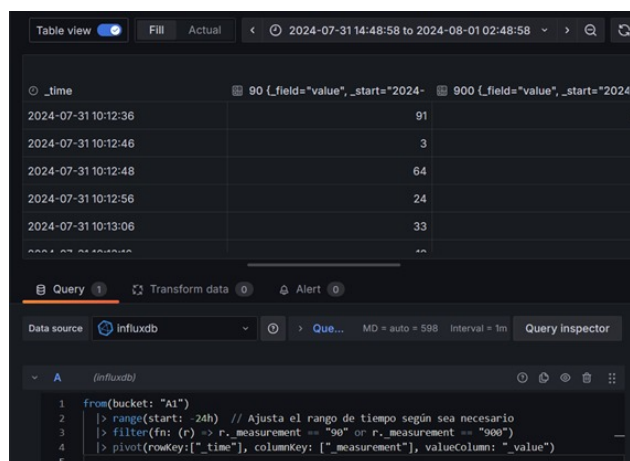 Table view Fill Actual 2024-07-31 14:48:58 to 2024-08-01 02:48:58
_time 90 {_field="value", _start="2024- 900 {_field="value", _start="2024
2024-07-31 10:12:36 91
2024-07-31 10:12:46 3
2024-07-31 10:12:48 64
2024-07-31 10:12:56 24
2024-07-31 10:13:06 33
Query 1 Transform data 0 Alert 0
Data source influxdb Que... MD = auto = 598 Interval = 1m Query inspector
A (influxdb)
1 from(bucket: "A1")
2 |> range(start: -24h) // Ajusta el rango de tiempo según sea necesario
3 |> filter(fn: (r) => r._measurement == "90" or r._measurement == "900")
4 |> pivot(rowKey:["_time"], columnKey: ["_measurement"], valueColumn: "_value")